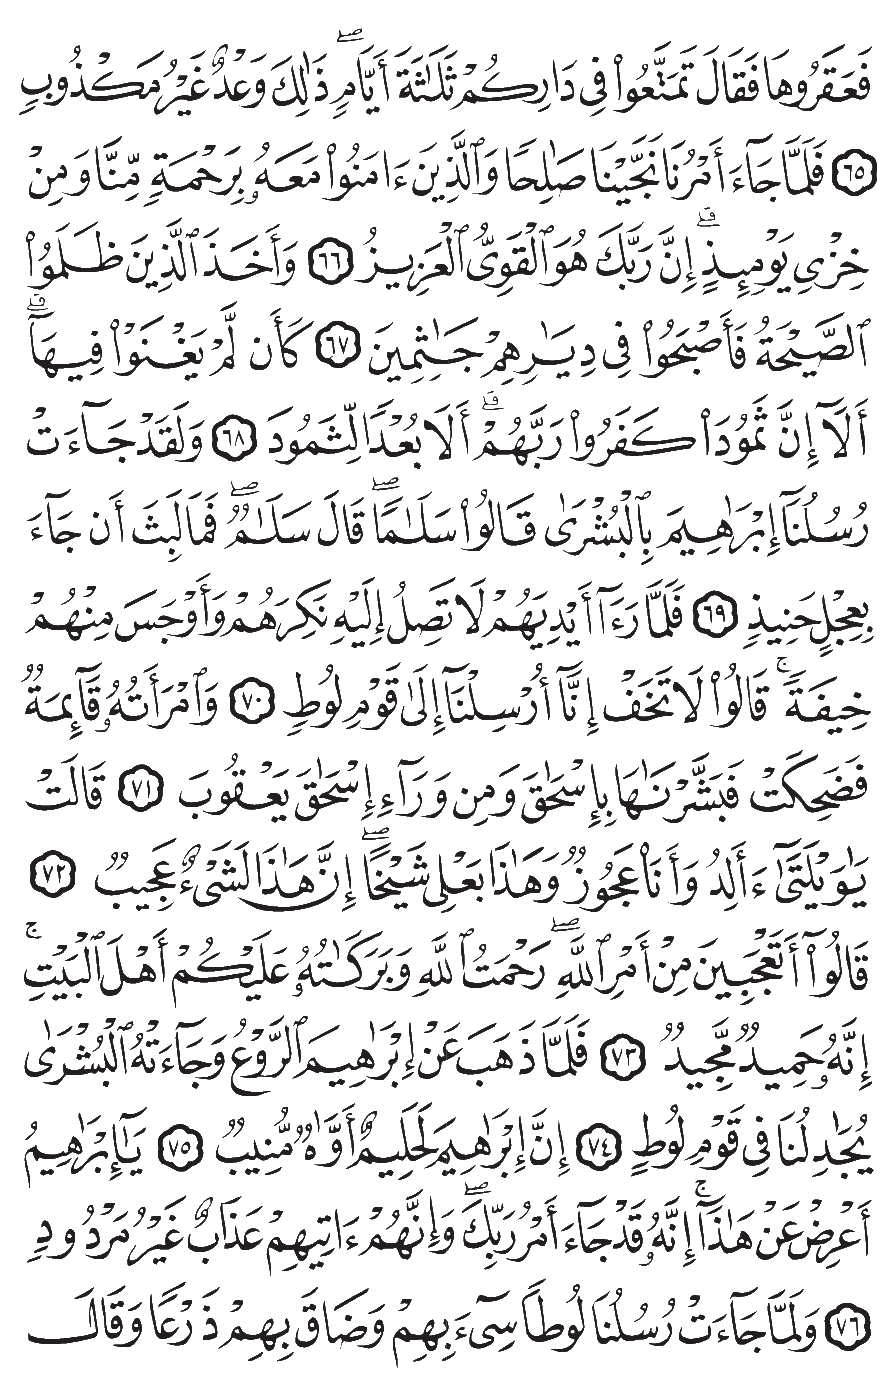 فَعَقَرُوهَا فَقَالَ تَمَتَّعُوا۟ فِى دَارِكُمْ ثَلَـٰثَةَ أَيَّامٍ ۖ ذَٰلِكَ وَعْدٌ غَيْرُ مَكْذُوبٍ
٦٥ فَلَمَّا جَآءَ أَمْرُنَا نَجَّيْنَا صَـٰلِحًا وَٱلَّذِينَ ءَامَنُوا۟ مَعَهُۥ بِرَحْمَةٍ مِّنَّا وَمِنْ
خِزْىِ يَوْمِئِذٍ ۗ إِنَّ رَبَّكَ هُوَ ٱلْقَوِىُّ ٱلْعَزِيزُ ٦٦ وَأَخَذَ ٱلَّذِينَ ظَلَمُوا۟
ٱلصَّيْحَةُ فَأَصْبَحُوا۟ فِى دِيَـٰرِهِمْ جَـٰثِمِينَ ٦٧ كَأَن لَّمْ يَغْنَوْا۟ فِيهَآ ۗ
أَلَآ إِنَّ ثَمُودَا۟ كَفَرُوا۟ رَبَّهُمْ ۗ أَلَا بُعْدًا لِّثَمُودَ ٦٨ وَلَقَدْ جَآءَتْ
رُسُلُنَآ إِبْرَٰهِيمَ بِٱلْبُشْرَىٰ قَالُوا۟ سَلَـٰمًا ۖ قَالَ سَلَـٰمٌ ۖ فَمَا لَبِثَ أَن جَآءَ
بِعِجْلٍ حَنِيذٍ ٦٩ فَلَمَّا رَءَآ أَيْدِيَهُمْ لَا تَصِلُ إِلَيْهِ نَكِرَهُمْ وَأَوْجَسَ مِنْهُمْ
خِيفَةً ۚ قَالُوا۟ لَا تَخَفْ إِنَّآ أُرْسِلْنَآ إِلَىٰ قَوْمِ لُوطٍ ٧٠ وَٱمْرَأَتُهُۥ قَآئِمَةٌ
فَضَحِكَتْ فَبَشَّرْنَـٰهَا بِإِسْحَـٰقَ وَمِن وَرَآءِ إِسْحَـٰقَ يَعْقُوبَ ٧١ قَالَتْ
يَـٰوَيْلَتَىٰٓ ءَأَلِدُ وَأَنَا۠ عَجُوزٌ وَهَـٰذَا بَعْلِى شَيْخًا ۖ إِنَّ هَـٰذَا لَشَىْءٌ عَجِيبٌ ٧٢
قَالُوٓا۟ أَتَعْجَبِينَ مِنْ أَمْرِ ٱللَّهِ ۖ رَحْمَتُ ٱللَّهِ وَبَرَكَـٰتُهُۥ عَلَيْكُمْ أَهْلَ ٱلْبَيْتِ ۚ
إِنَّهُۥ حَمِيدٌ مَّجِيدٌ ٧٣ فَلَمَّا ذَهَبَ عَنْ إِبْرَٰهِيمَ ٱلرَّوْعُ وَجَآءَتْهُ ٱلْبُشْرَىٰ
يُجَـٰدِلُنَا فِى قَوْمِ لُوطٍ ٧٤ إِنَّ إِبْرَٰهِيمَ لَحَلِيمٌ أَوَّٰهٌ مُّنِيبٌ ٧٥ يَـٰٓإِبْرَٰهِيمُ
أَعْرِضْ عَنْ هَـٰذَآ ۚ إِنَّهُۥ قَدْ جَآءَ أَمْرُ رَبِّكَ ۖ وَإِنَّهُمْ ءَاتِيهِمْ عَذَابٌ غَيْرُ مَرْدُودٍ
٧٦ وَلَمَّا جَآءَتْ رُسُلُنَا لُوطًا سِىٓءَ بِهِمْ وَضَاقَ بِهِمْ ذَرْعًا وَقَالَ